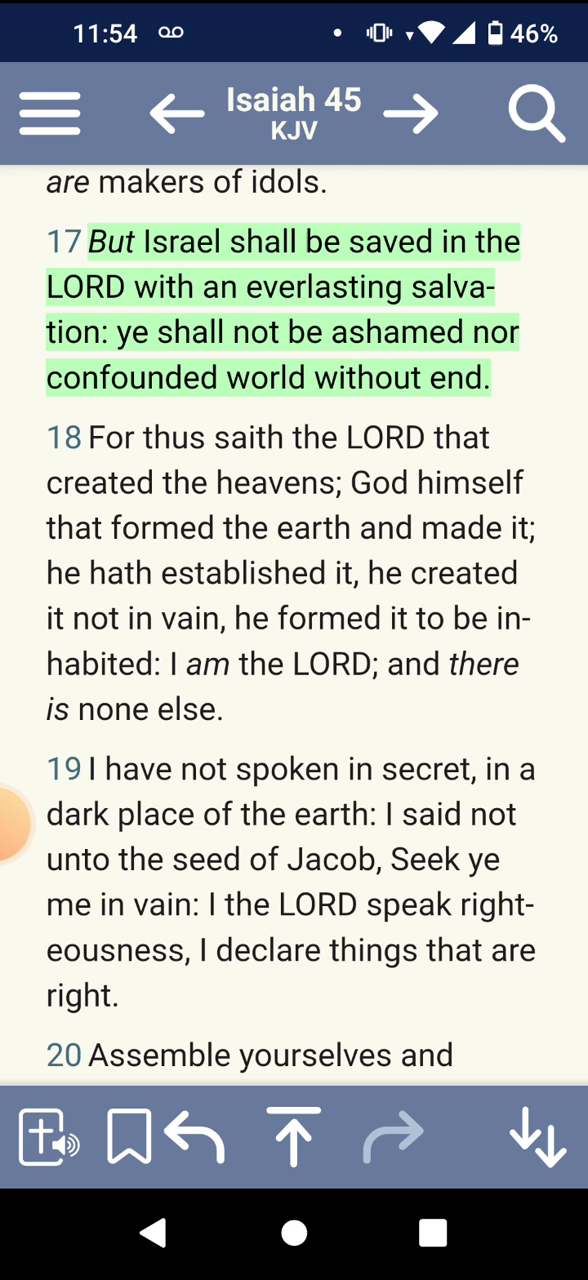 11:54
46%
Isaiah 45
KJV
are makers of idols.
17 But Israel shall be saved in the
LORD with an everlasting salva-
tion: ye shall not be ashamed nor
confounded world without end.
18 For thus saith the LORD that
created the heavens; God himself
that formed the earth and made it;
he hath established it, he created
it not in vain, he formed it to be in-
habited: I am the LORD; and there
is none else.
19 I have not spoken in secret, in a
dark place of the earth: I said not
unto the seed of Jacob, Seek ye
me in vain: I the LORD speak right-
eousness, I declare things that are
right.
20 Assemble yourselves and